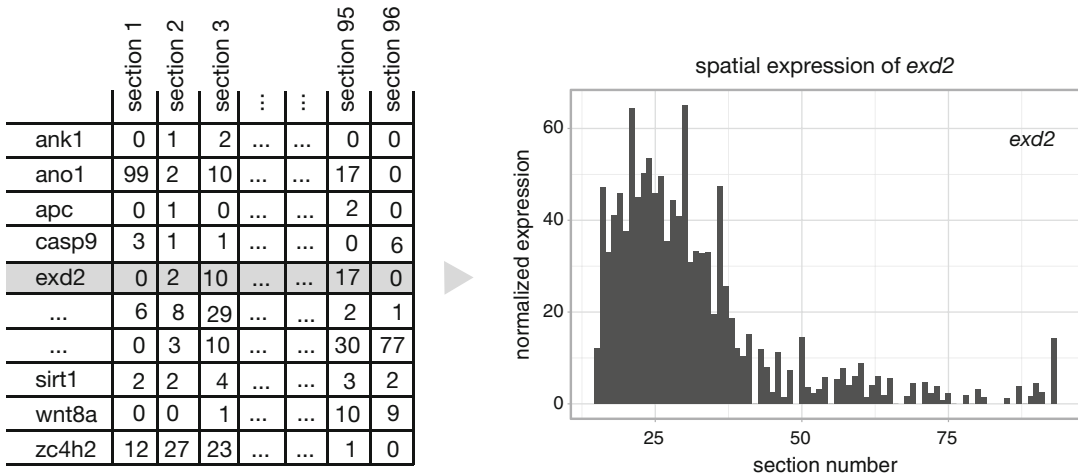 section 1 section 2 section 3 ... ... section 95 section 96
ank1 0 1 2 ... ... 0 0
ano1 99 2 10 ... ... 17 0
apc 0 1 0 ... ... 2 0
casp9 3 1 1 ... ... 0 6
exd2 0 2 10 ... ... 17 0
... 6 8 29 ... ... 2 1
... 0 3 10 ... ... 30 77
sirt1 2 2 4 ... ... 3 2
wnt8a 0 0 1 ... ... 10 9
zc4h2 12 27 23 ... ... 1 0
spatial expression of exd2
exd2
normalized expression
60
40
20
0
25 50 75
section number